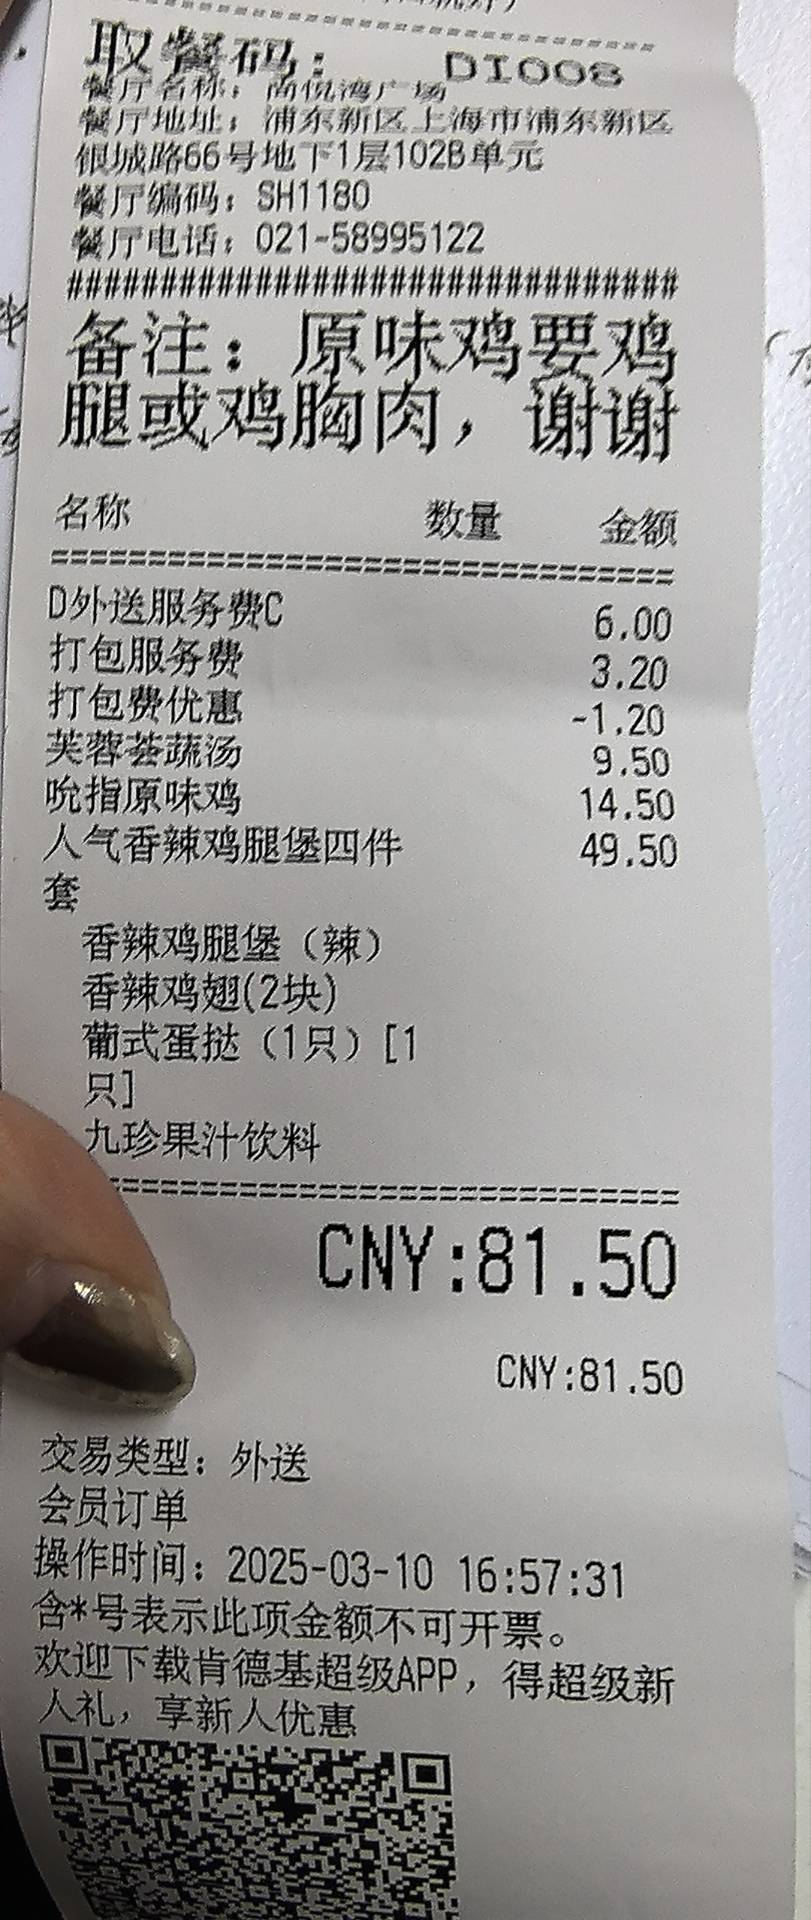 取餐码： DI008
餐厅名称：尚悦湾广场
餐厅地址：浦东新区上海市浦东新区
银城路66号地下1层102B单元
餐厅编码：SH1180
餐厅电话：021-58995122
#################################
备注：原味鸡要鸡
腿或鸡胸肉，谢谢
名称 数量 金额
================================
D外送服务费C 6.00
打包服务费 3.20
打包费优惠 -1.20
芙蓉荟蔬汤 9.50
吮指原味鸡 14.50
人气香辣鸡腿堡四件 49.50
套
香辣鸡腿堡（辣）
香辣鸡翅(2块)
葡式蛋挞（1只）[1
只]
九珍果汁饮料
================================
CNY:81.50
CNY:81.50
交易类型：外送
会员订单
操作时间：2025-03-10 16:57:31
含*号表示此项金额不可开票。
欢迎下载肯德基超级APP，得超级新
人礼，享新人优惠